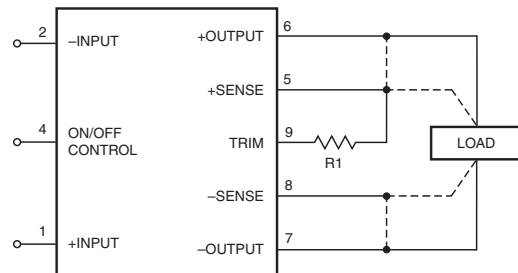 2 –INPUT +OUTPUT 6
+SENSE 5
4 ON/OFF
CONTROL TRIM 9
R1
LOAD
–SENSE 8
1 +INPUT –OUTPUT 7